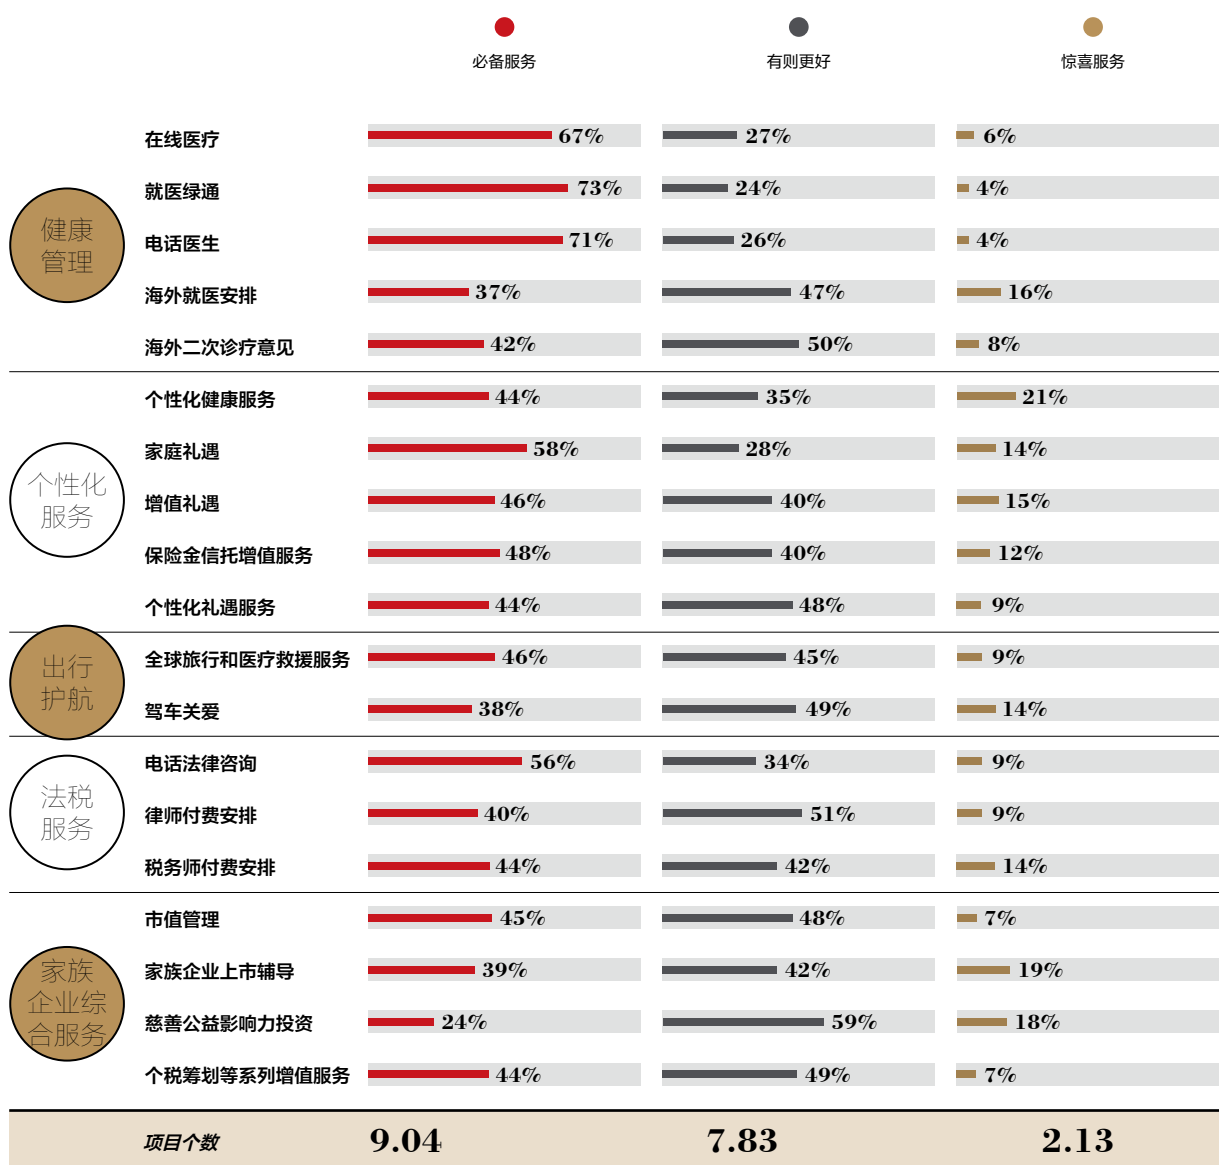 必备服务 有则更好 惊喜服务
健康
管理
在线医疗 67% 27% 6%
就医绿通 73% 24% 4%
电话医生 71% 26% 4%
海外就医安排 37% 47% 16%
海外二次诊疗意见 42% 50% 8%
个性化
服务
个性化健康服务 44% 35% 21%
家庭礼遇 58% 28% 14%
增值礼遇 46% 40% 15%
保险金信托增值服务 48% 40% 12%
个性化礼遇服务 44% 48% 9%
出行
护航
全球旅行和医疗救援服务 46% 45% 9%
驾车关爱 38% 49% 14%
法税
服务
电话法律咨询 56% 34% 9%
律师付费安排 40% 51% 9%
税务师付费安排 44% 42% 14%
家族
企业综
合服务
市值管理 45% 48% 7%
家族企业上市辅导 39% 42% 19%
慈善公益影响力投资 24% 59% 18%
个税筹划等系列增值服务 44% 49% 7%
项目个数 9.04 7.83 2.13